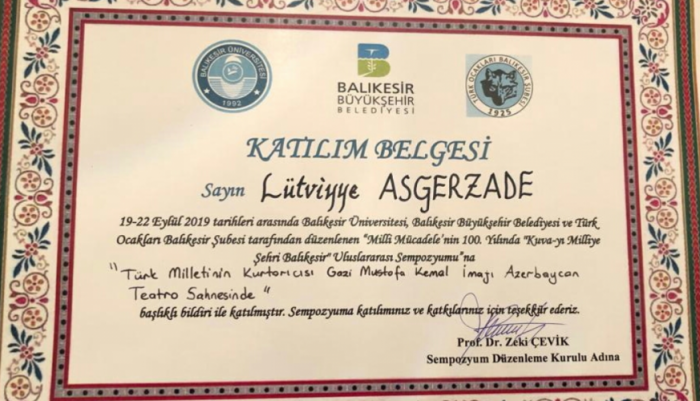 BALIKESİR ÜNİVERSİTESİ
1992
BALIKESİR
BÜYÜKŞEHİR
BELEDİYESİ
TÜRK OCAKLARI BALIKESİR ŞUBESİ
1925
KATILIM BELGESİ
Sayın Lütviyye ASGERZADE
19-22 Eylül 2019 tarihleri arasında Balıkesir Üniversitesi, Balıkesir Büyükşehir Belediyesi ve Türk
Ocakları Balıkesir Şubesi tarafından düzenlenen "Milli Mücadele'nin 100. Yılında "Kuva-yı Milliye
Şehri Balıkesir" Uluslararası Sempozyumu"na
"Türk Milletinin Kurtarıcısı Gazi Mustafa Kemal İmajı Azerbaycan
Teatro Sahnesinde"
başlıklı bildiri ile katılmıştır. Sempozyuma katılımınız ve katkılarınız için teşekkür ederiz.
Prof. Dr. Zeki ÇEVİK
Sempozyum Düzenleme Kurulu Adına